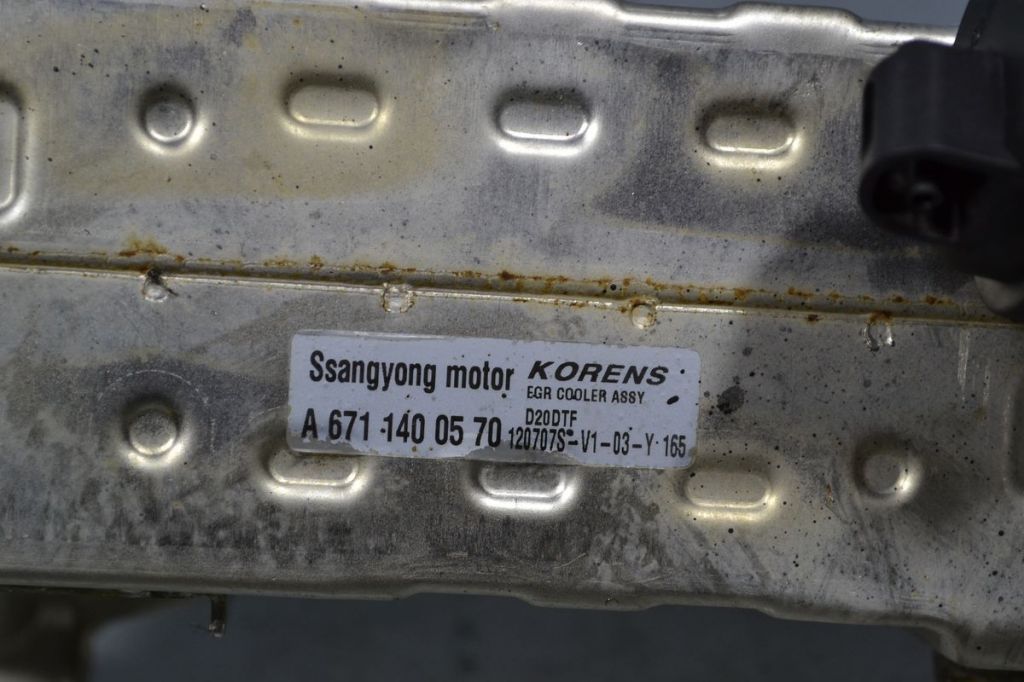 Ssangyong motor KORENS
EGR COOLER ASSY
D20DTF
A 671 140 05 70 120707S-V1-03-Y 165